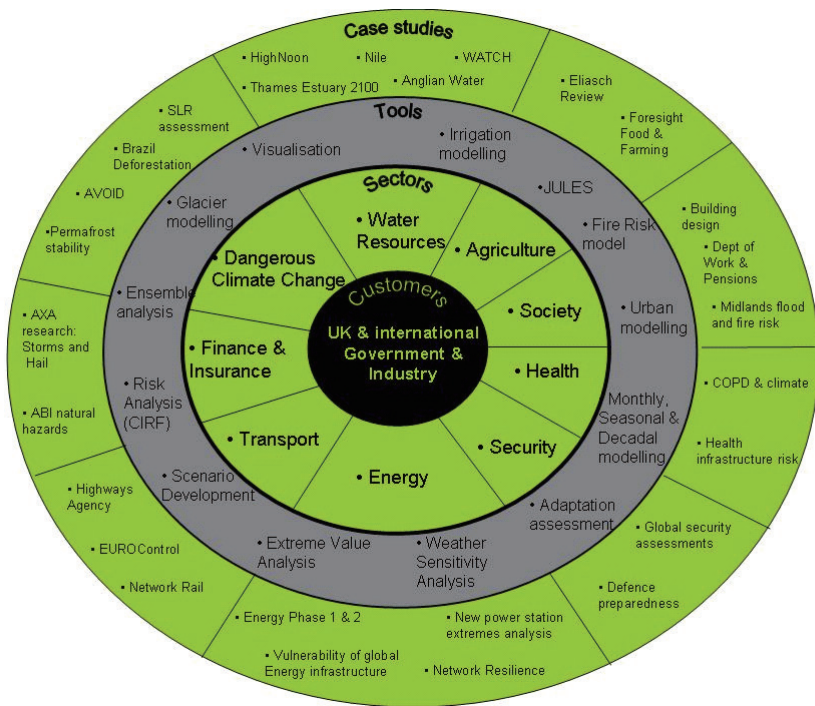 Case studies
▪ HighNoon
▪ Nile
▪ WATCH
▪ Thames Estuary 2100
▪ Anglian Water
▪ Eliasch
Review
▪ Foresight
Food &
Farming
▪ Building
design
▪ Dept of
Work &
Pensions
▪ Midlands flood
and fire risk
▪ COPD & climate
▪ Health
infrastructure risk
▪ Global security
assessments
▪ Defence
preparedness
▪ New power station
extremes analysis
▪ Network Resilience
▪ Energy Phase 1 & 2
▪ Vulnerability of global
Energy infrastructure
▪ Highways
Agency
▪ EUROControl
▪ Network Rail
▪ AXA
research:
Storms and
Hail
▪ ABI natural
hazards
▪ SLR
assessment
▪ Brazil
Deforestation
▪ AVOID
▪Permafrost
stability
Tools
• Visualisation
• Irrigation
modelling
•JULES
• Fire Risk
model
• Urban
modelling
Monthly,
Seasonal &
Decadal
modelling
• Adaptation
assessment
• Weather
Sensitivity
Analysis
• Extreme Value
Analysis
• Scenario
Development
• Risk
Analysis
(CIRF)
• Ensemble
analysis
• Glacier
modelling
Sectors
• Water
Resources
• Agriculture
• Society
• Health
• Security
• Energy
• Transport
• Finance &
Insurance
• Dangerous
Climate Change
Customers
UK & international
Government &
Industry